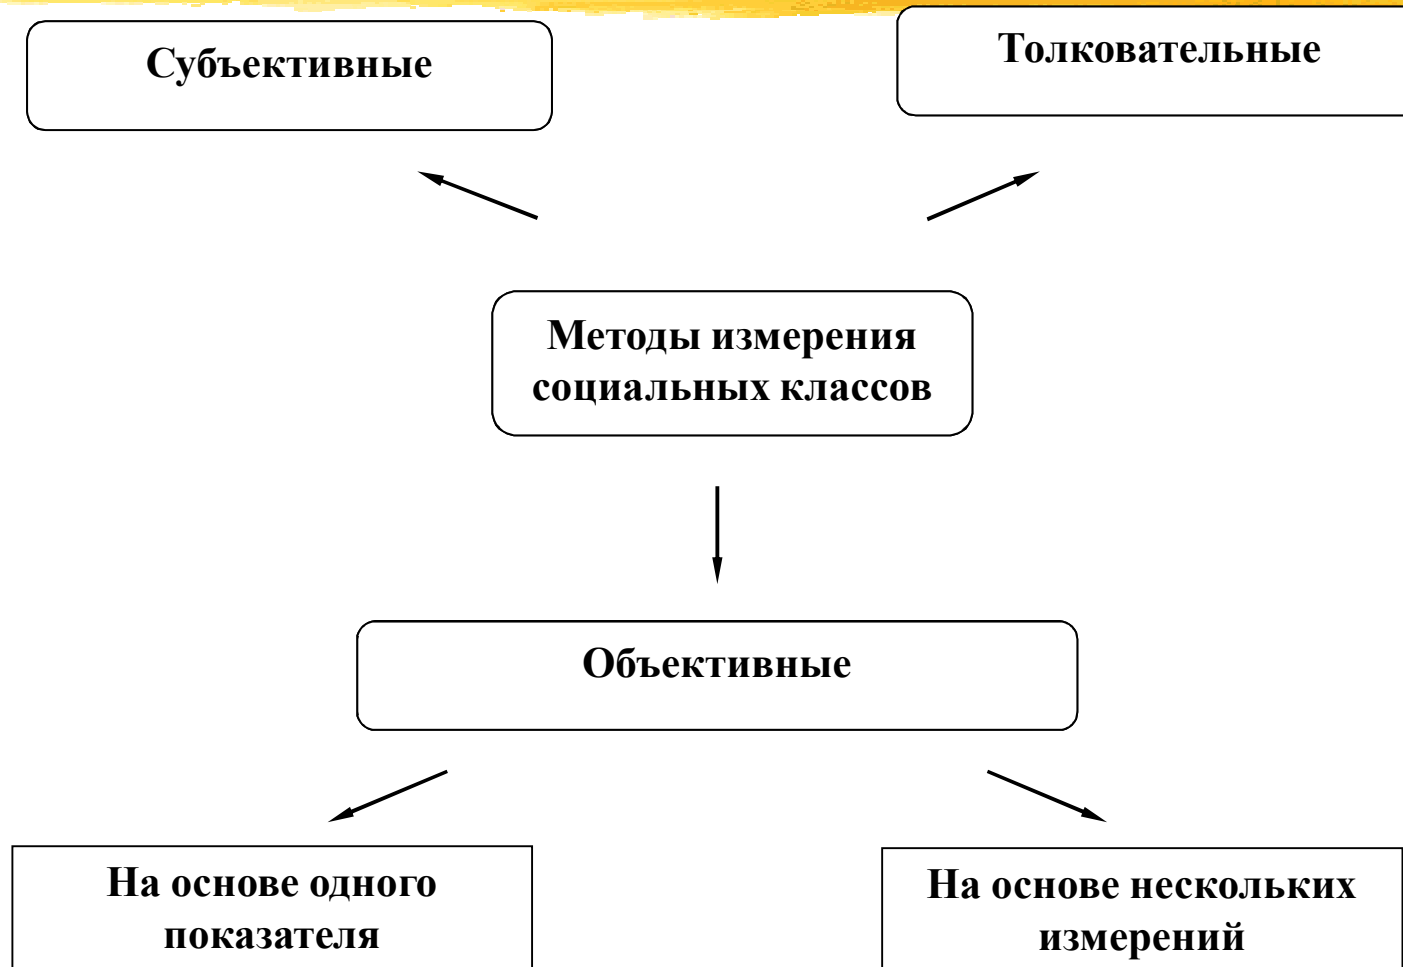 Субъективные
Толковательные
Методы измерения
социальных классов
Объективные
На основе одного
показателя
На основе нескольких
измерений